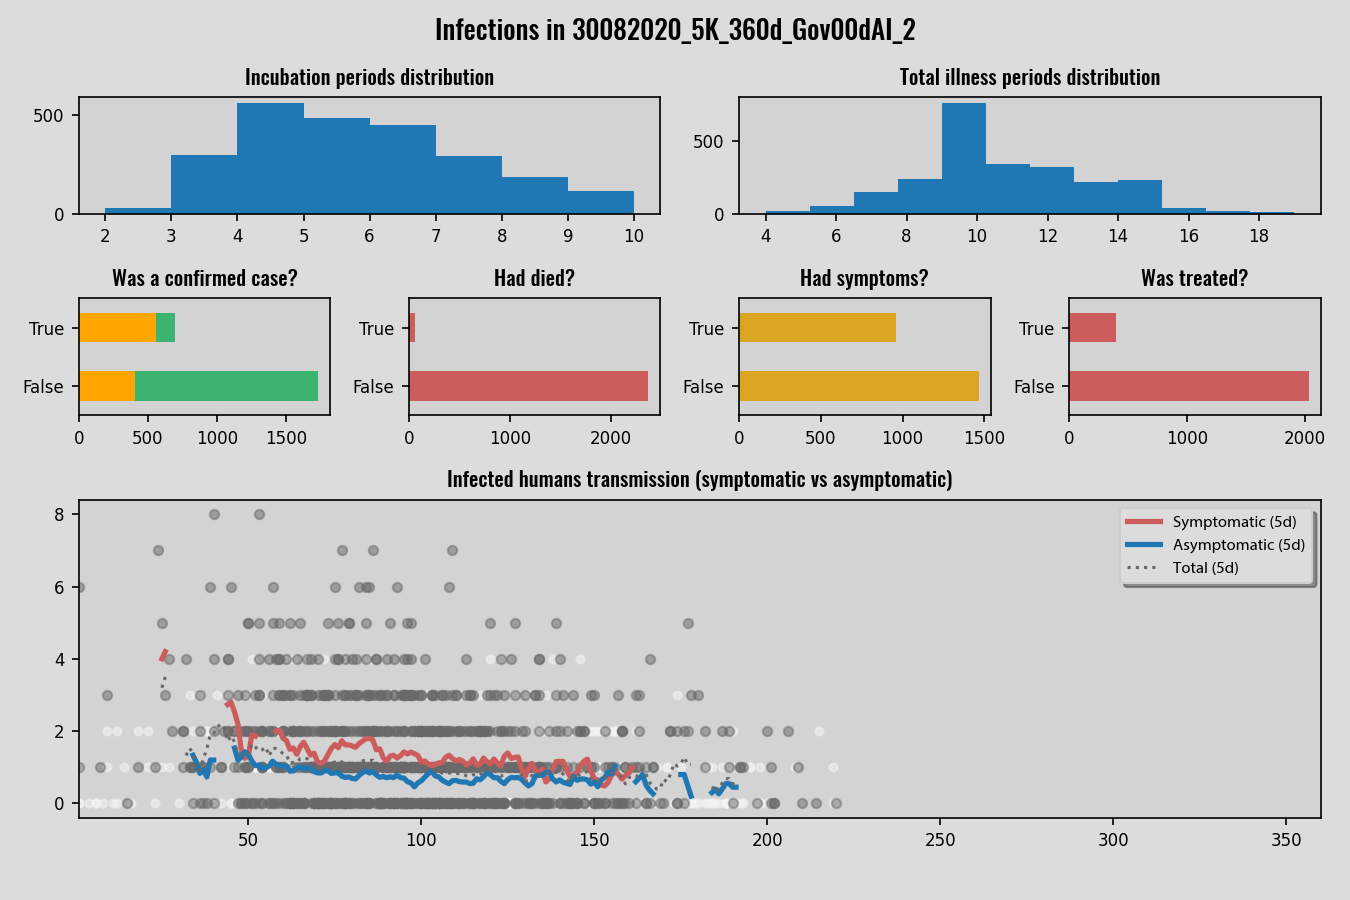 Infections in 30082020_5K_360d_Gov00dAI_2
Incubation periods distribution
500
0
2 3 4 5 6 7 8 9 10
Total illness periods distribution
500
0
4 6 8 10 12 14 16 18
Was a confirmed case?
True
False
0 500 1000 1500
Had died?
True
False
0 1000 2000
Had symptoms?
True
False
0 500 1000 1500
Was treated?
True
False
0 1000 2000
Infected humans transmission (symptomatic vs asymptomatic)
8
6
4
2
0
50 100 150 200 250 300 350
Symptomatic (5d)
Asymptomatic (5d)
Total (5d)